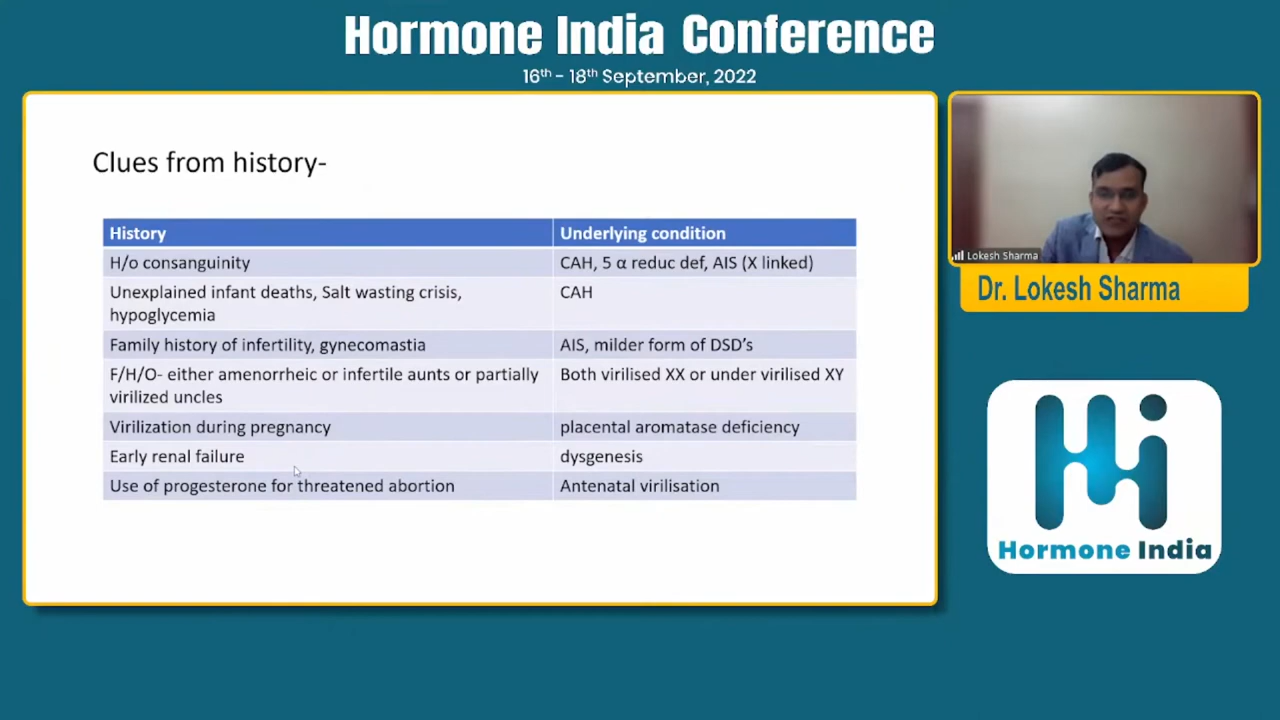 Hormone India Conference
16th - 18th September, 2022
Clues from history-
History Underlying condition
H/o consanguinity CAH, 5 α reduc def, AIS (X linked)
Unexplained infant deaths, Salt wasting crisis, CAH
hypoglycemia
Family history of infertility, gynecomastia AIS, milder form of DSD's
F/H/O- either amenorrheic or infertile aunts or partially Both virilised XX or under virilised XY
virilized uncles
Virilization during pregnancy placental aromatase deficiency
Early renal failure dysgenesis
Use of progesterone for threatened abortion Antenatal virilisation
Lokesh Sharma
Dr. Lokesh Sharma
Hi
Hormone India